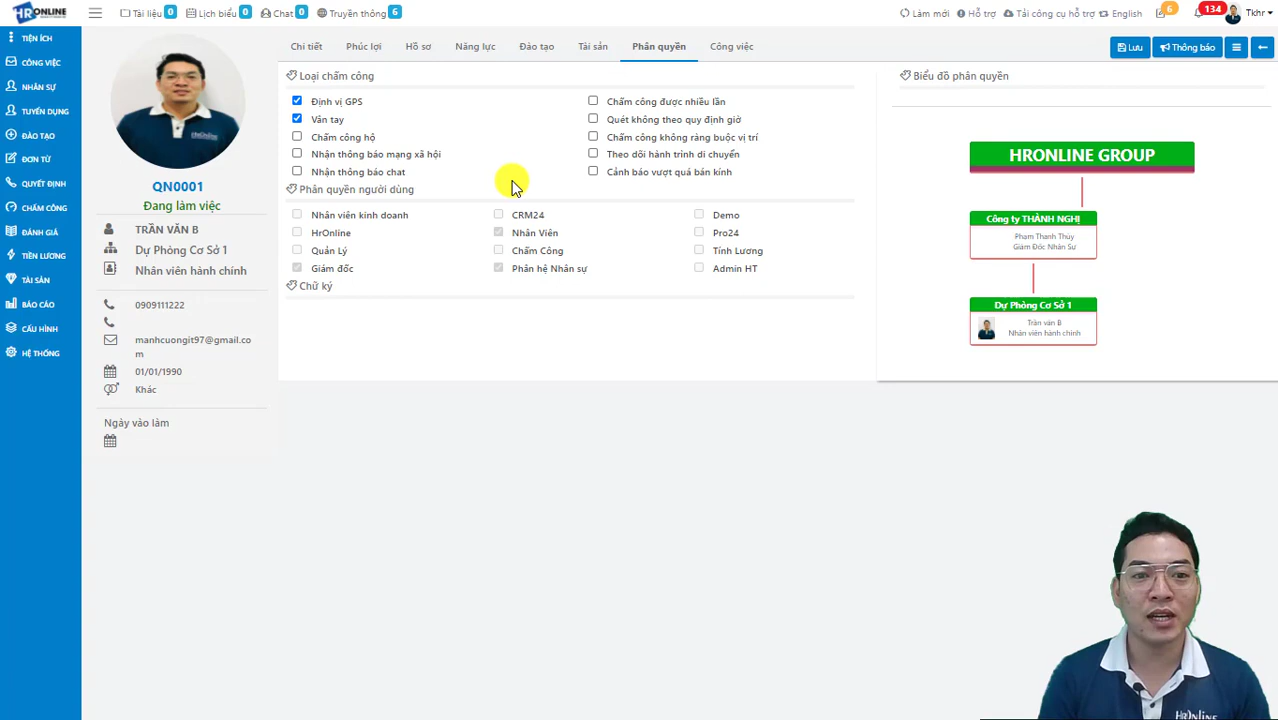 HRONLINE
Tài liệu 0
Lịch biểu 0
Chat 0
Truyền thông 6
Làm mới
Hỗ trợ
Tải công cụ hỗ trợ
English
6
134
Tkhr
TIỆN ÍCH
CÔNG VIỆC
NHÂN SỰ
TUYỂN DỤNG
ĐÀO TẠO
ĐƠN TỪ
QUYẾT ĐỊNH
CHẤM CÔNG
ĐÁNH GIÁ
TIỀN LƯƠNG
TÀI SẢN
BÁO CÁO
CẤU HÌNH
HỆ THỐNG
QN0001
Đang làm việc
TRẦN VĂN B
Dự Phòng Cơ Sở 1
Nhân viên hành chính
0909111222
manhcuongit97@gmail.co
m
01/01/1990
Khác
Ngày vào làm
Chi tiết
Phúc lợi
Hồ sơ
Năng lực
Đào tạo
Tài sản
Phân quyền
Công việc
Lưu
Thông báo
Loại chấm công
Định vị GPS
Chấm công được nhiều lần
Vân tay
Quét không theo quy định giờ
Chấm công hộ
Chấm công không ràng buộc vị trí
Nhận thông báo mạng xã hội
Theo dõi hành trình di chuyển
Nhận thông báo chat
Cảnh báo vượt quá bán kính
Phân quyền người dùng
Nhân viên kinh doanh
CRM24
Demo
HrOnline
Nhân Viên
Pro24
Quản Lý
Chấm Công
Tính Lương
Giám đốc
Phân hệ Nhân sự
Admin HT
Chữ ký
Biểu đồ phân quyền
HRONLINE GROUP
Công ty THÀNH NGHỊ
Phạm Thanh Thúy
Giám Đốc Nhân Sự
Dự Phòng Cơ Sở 1
Trần văn B
Nhân viên hành chính
HrOnline